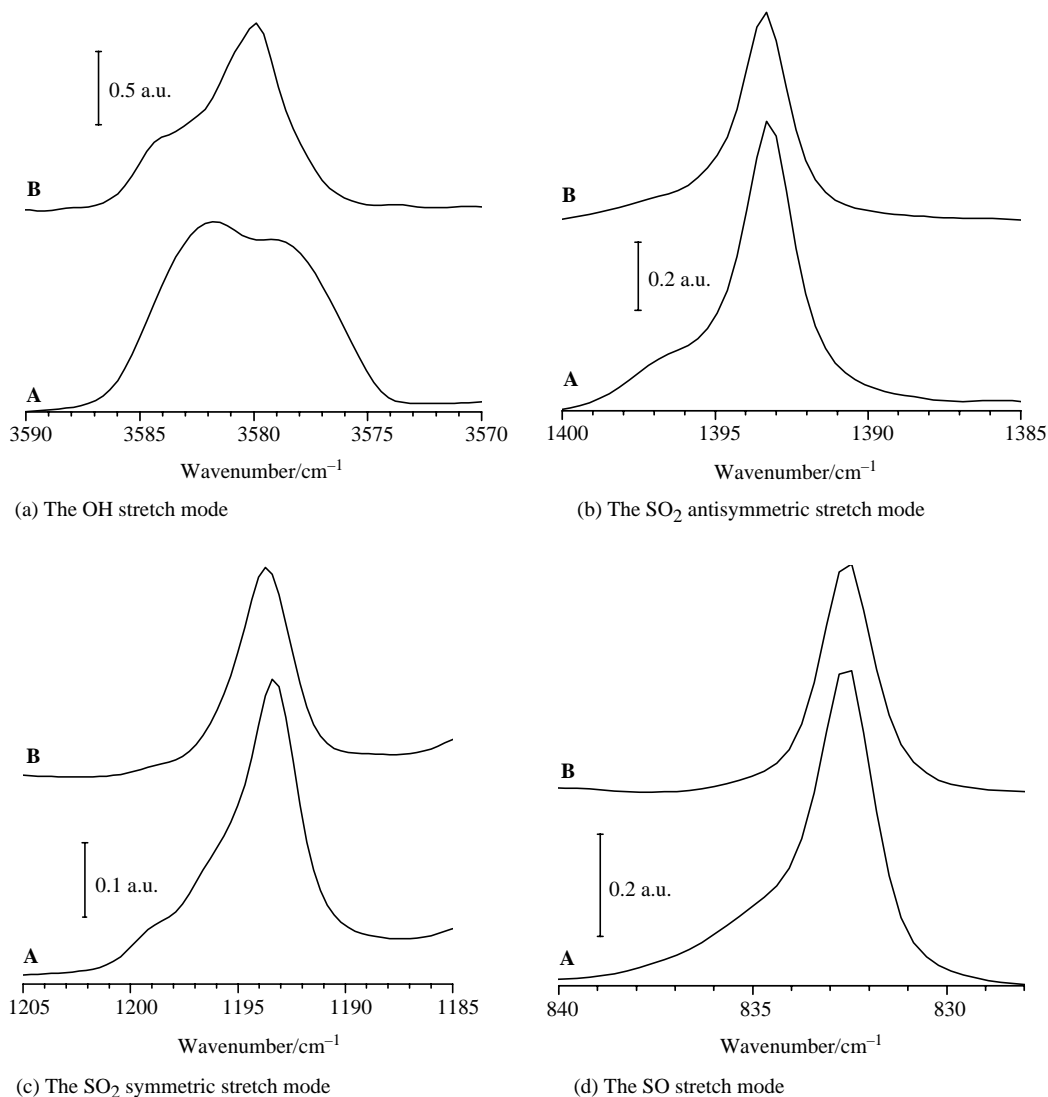 0.5 a.u.
B
A
3590 3585 3580 3575 3570
Wavenumber/cm⁻¹
(a) The OH stretch mode
B
0.2 a.u.
A
1400 1395 1390 1385
Wavenumber/cm⁻¹
(b) The SO₂ antisymmetric stretch mode
B
0.1 a.u.
A
1205 1200 1195 1190 1185
Wavenumber/cm⁻¹
(c) The SO₂ symmetric stretch mode
B
0.2 a.u.
A
840 835 830
Wavenumber/cm⁻¹
(d) The SO stretch mode